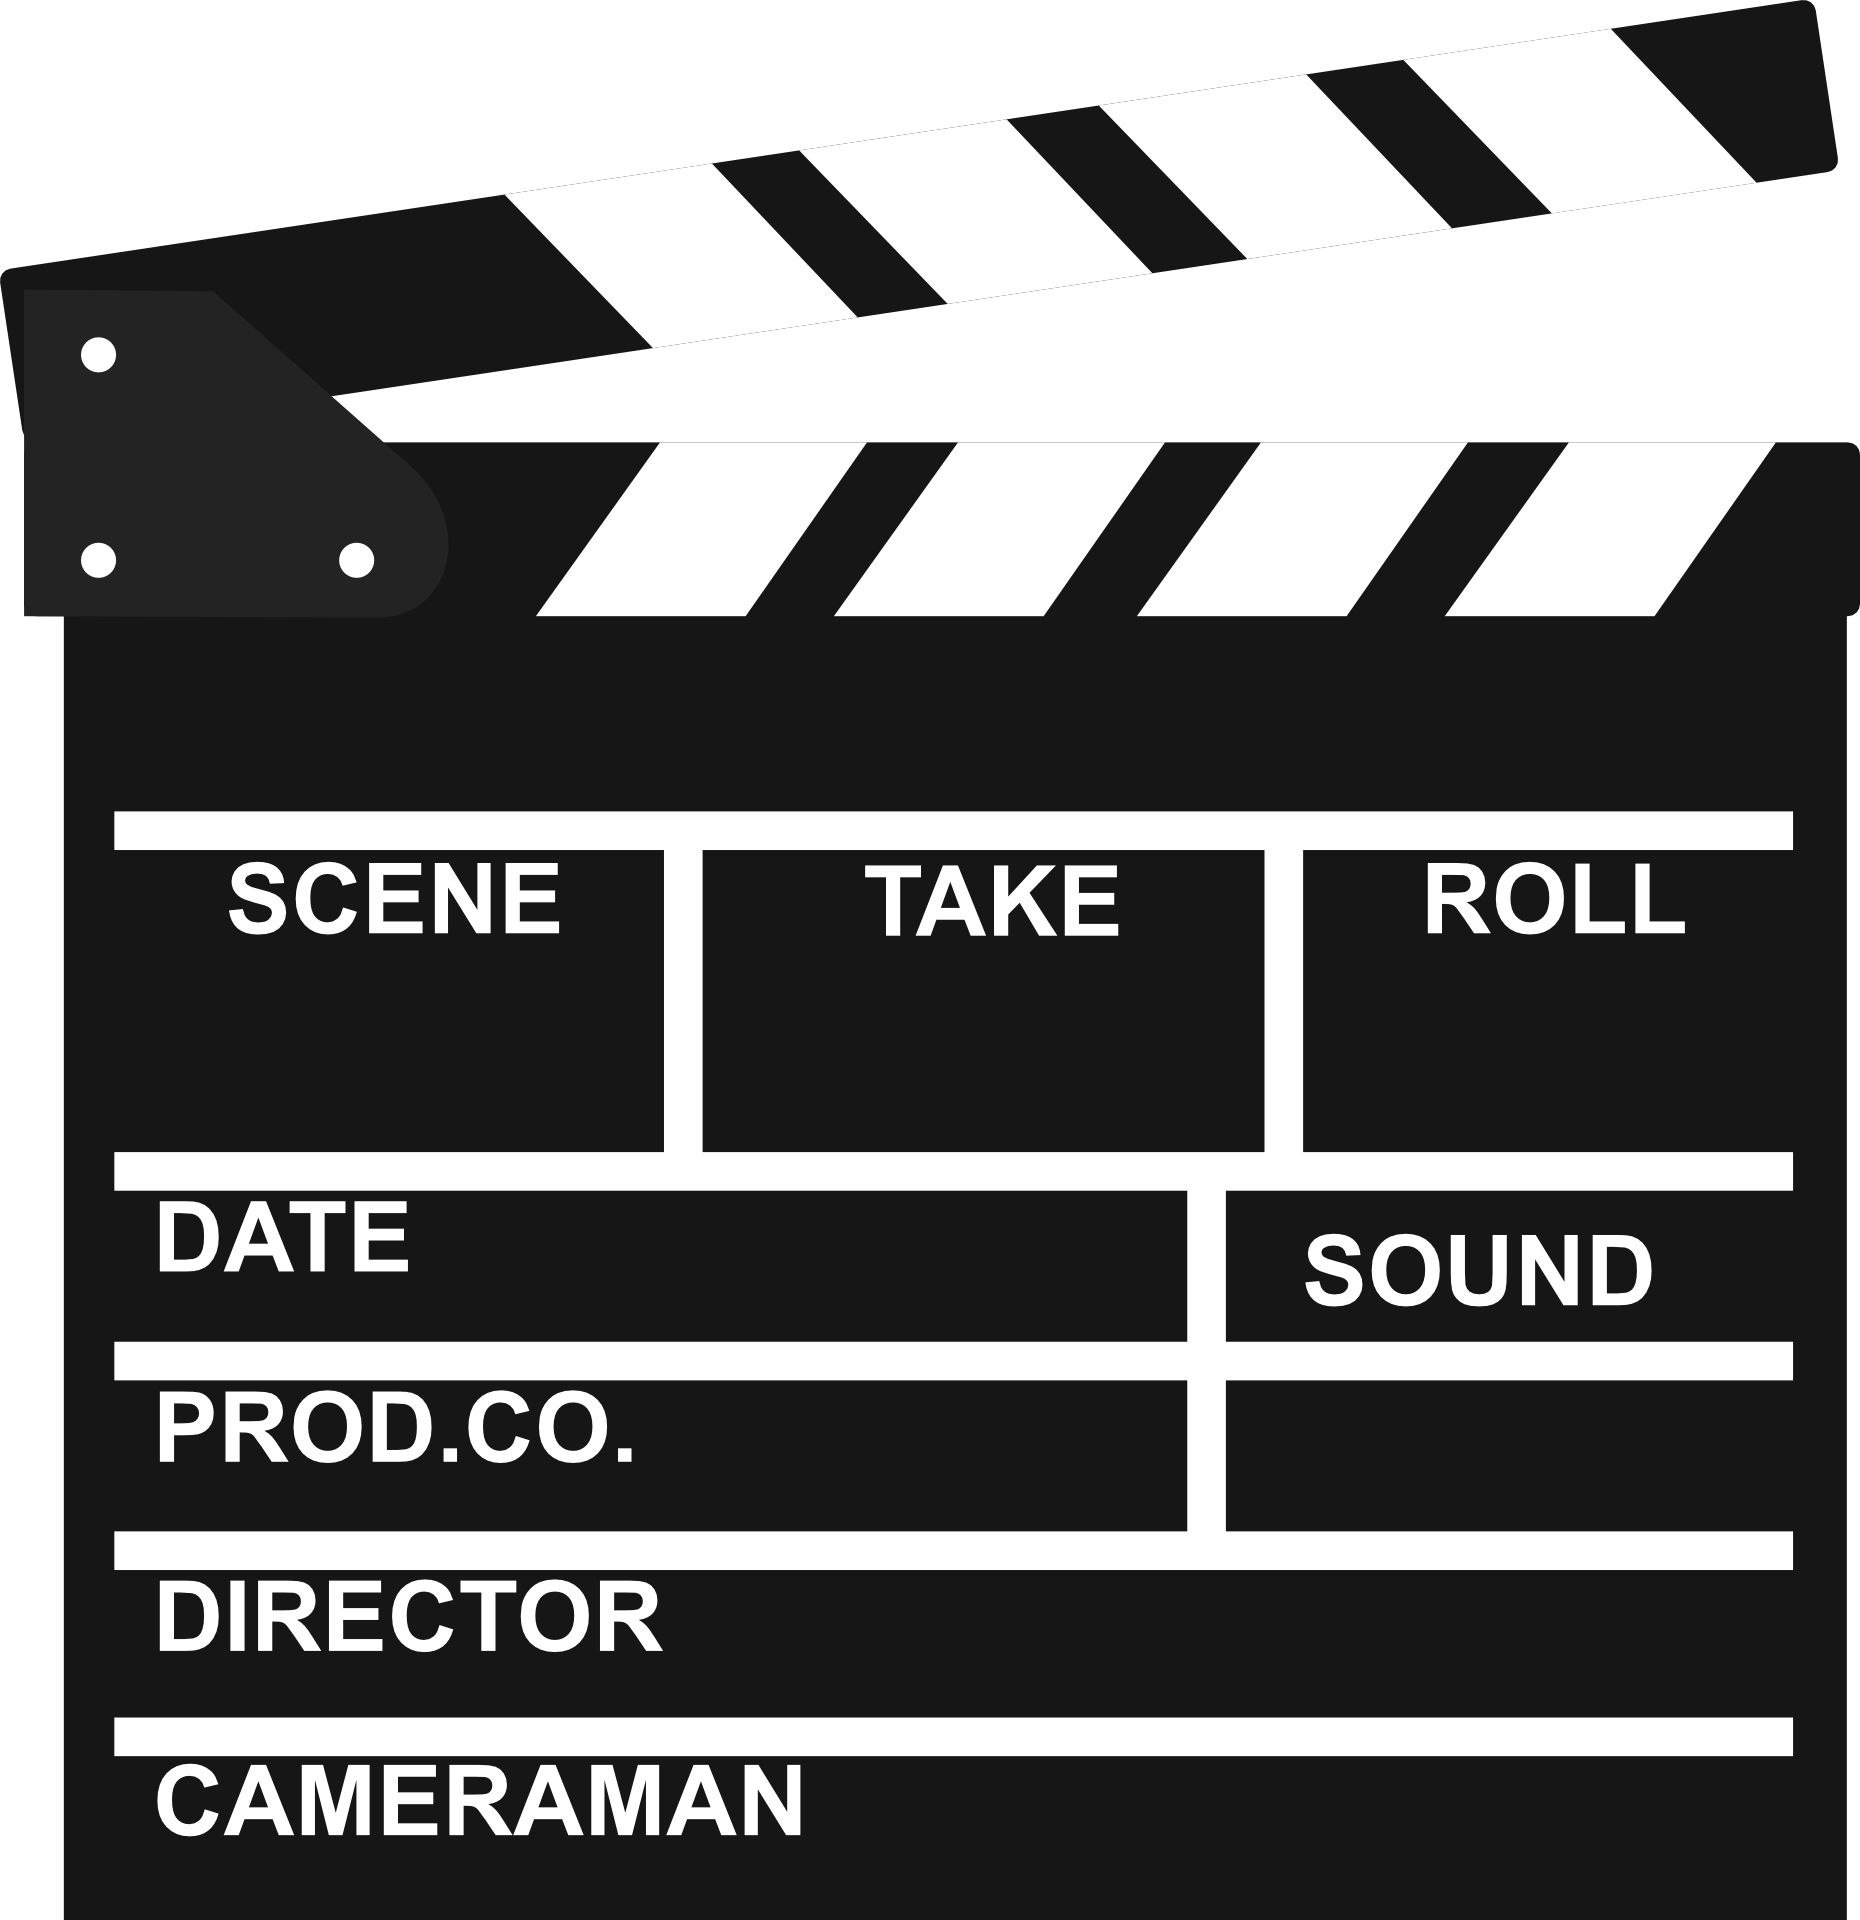 SCENE TAKE ROLL
DATE
SOUND
PROD.CO.
DIRECTOR
CAMERAMAN